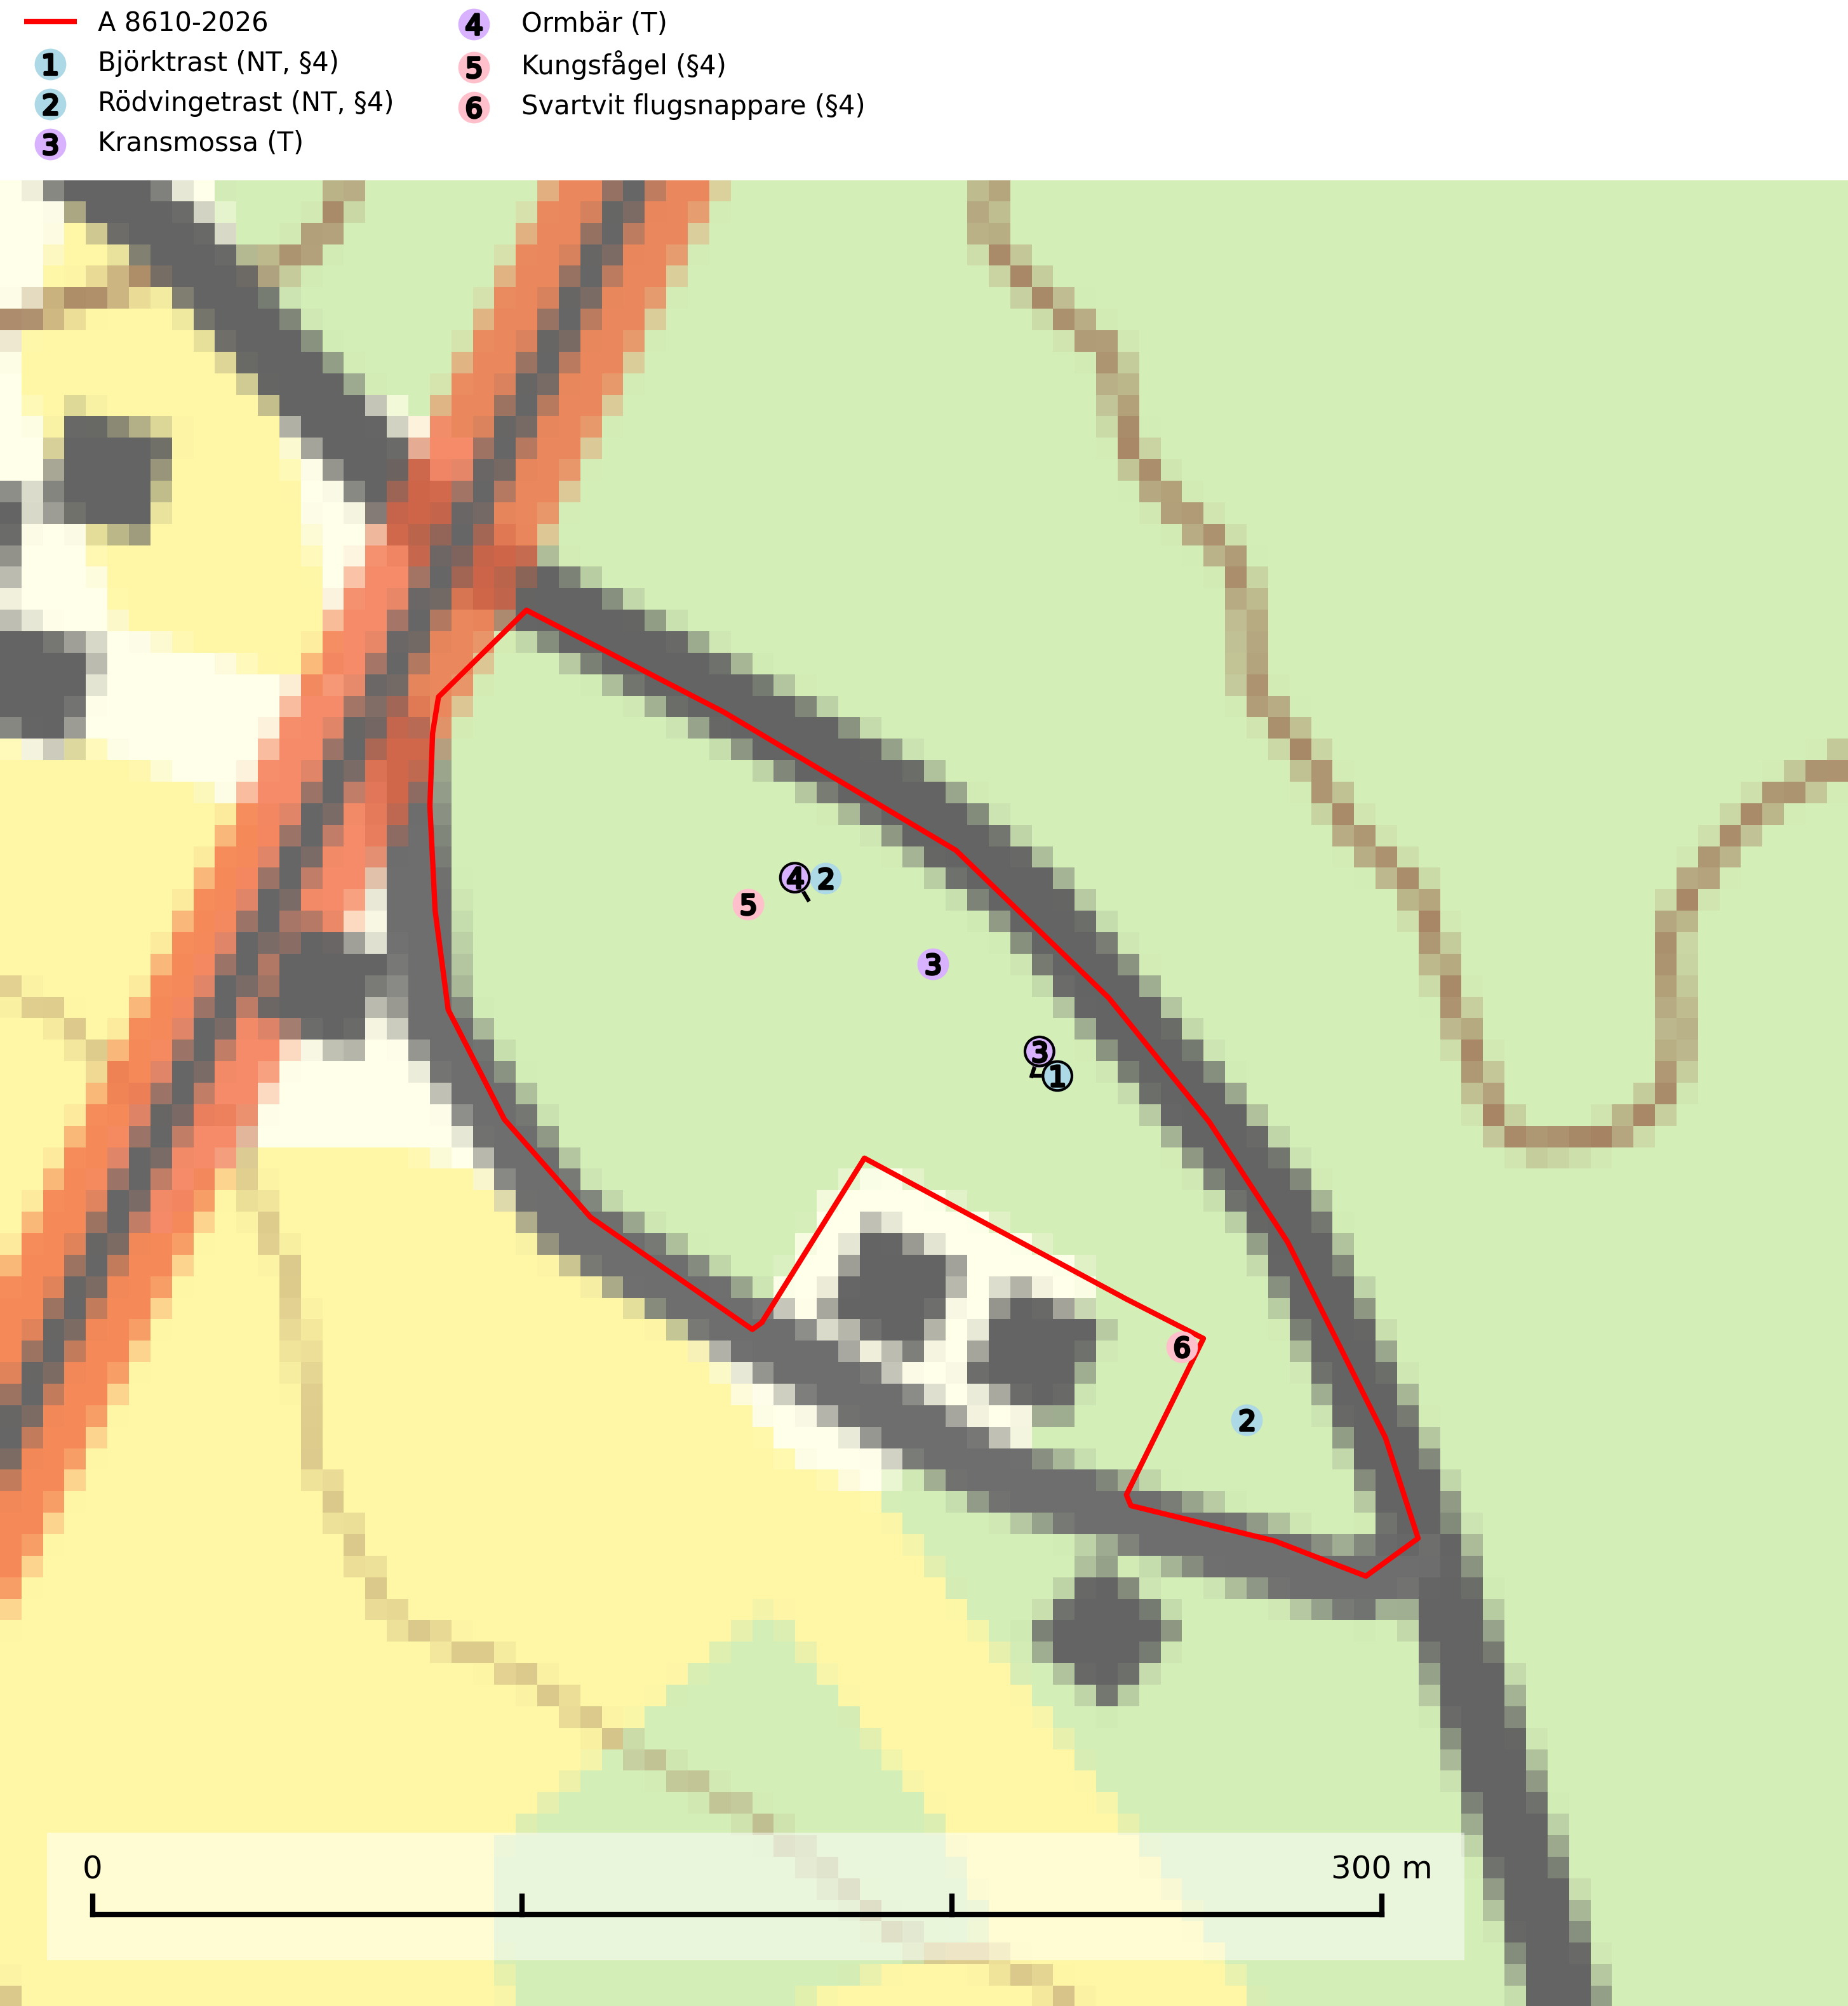 A 8610-2026
1 Björktrast (NT, §4)
2 Rödvingetrast (NT, §4)
3 Kransmossa (T)
4 Ormbär (T)
5 Kungsfågel (§4)
6 Svartvit flugsnappare (§4)
4 2
5
3
3
1
6
2
0 300 m